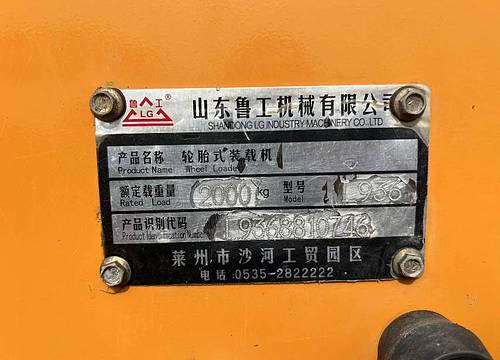 鲁工®
LG
山东鲁工机械有限公司
SHANDONG LG INDUSTRY MACHINERY CO.,LTD
产品名称 轮胎式装载机
Product Name Wheel Loader
额定载重量 2000 kg 型号 L936
Rated Load Model
产品识别代码 L9368810746
Product Identification Number
莱州市沙河工贸园区
电话:0535-2822222